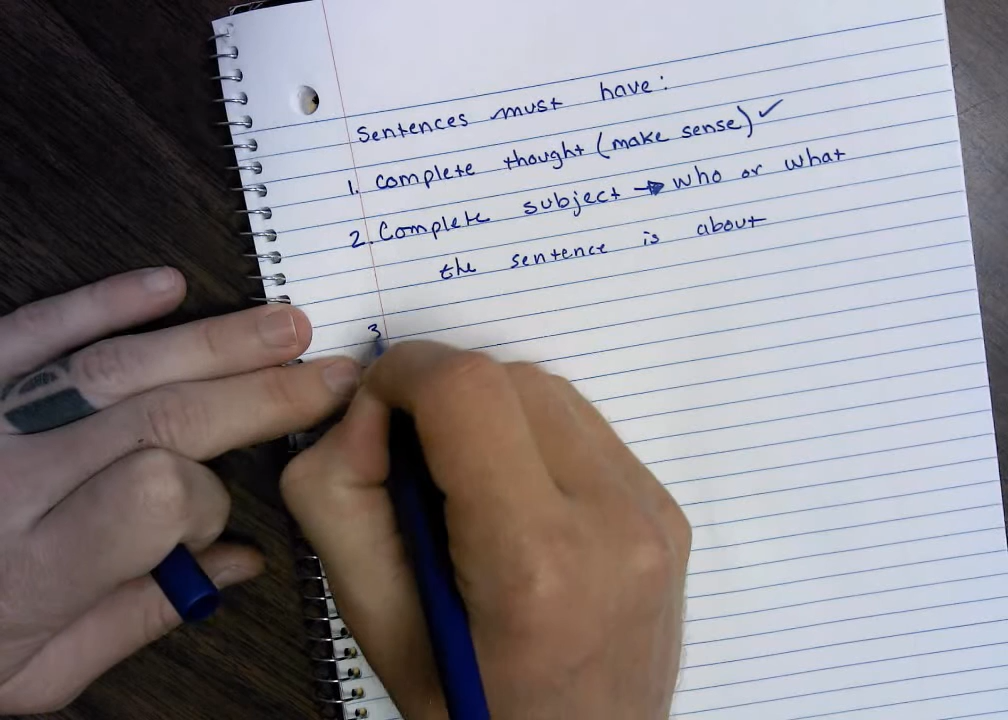 Sentences must have:
1. Complete thought (make sense) ✓
2. Complete subject → who or what
the sentence is about
3